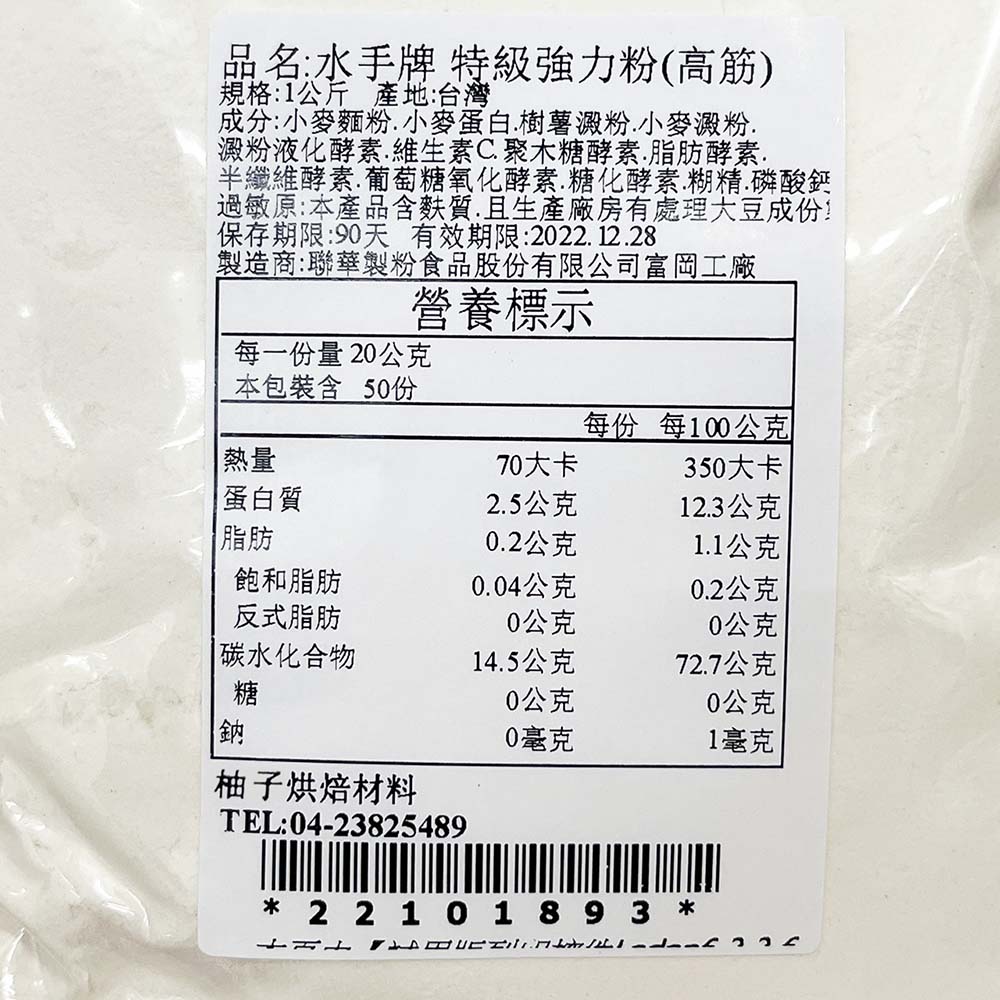 品名:水手牌 特級強力粉(高筋)
規格:1公斤 產地:台灣
成分:小麥麵粉.小麥蛋白.樹薯澱粉.小麥澱粉.
澱粉液化酵素.維生素C.聚木糖酵素.脂肪酵素.
半纖維酵素.葡萄糖氧化酵素.糖化酵素.糊精.磷酸鈣
過敏原:本產品含麩質.且生產廠房有處理大豆成份
保存期限:90天 有效期限:2022.12.28
製造商:聯華製粉食品股份有限公司富岡工廠
營養標示
每一份量 20公克
本包裝含 50份
每份 每100公克
熱量 70大卡 350大卡
蛋白質 2.5公克 12.3公克
脂肪 0.2公克 1.1公克
飽和脂肪 0.04公克 0.2公克
反式脂肪 0公克 0公克
碳水化合物 14.5公克 72.7公克
糖 0公克 0公克
鈉 0毫克 1毫克
柚子烘焙材料
TEL:04-23825489
*22101893*